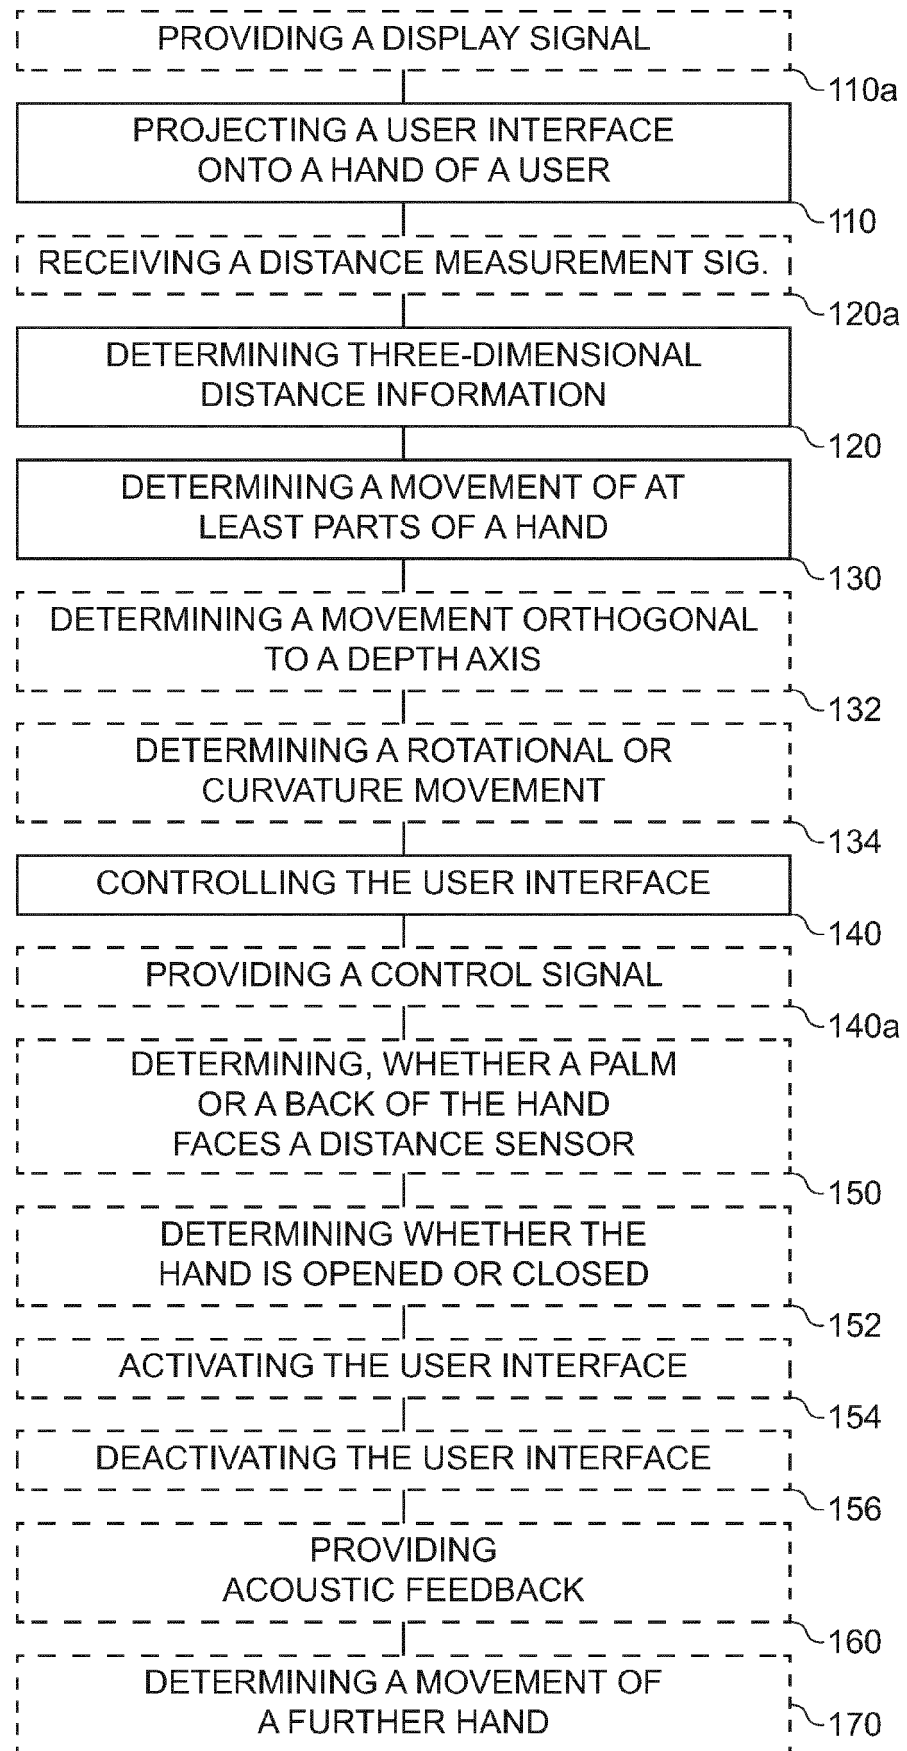 PROVIDING A DISPLAY SIGNAL
110a
PROJECTING A USER INTERFACE
ONTO A HAND OF A USER
110
RECEIVING A DISTANCE MEASUREMENT SIG.
120a
DETERMINING THREE-DIMENSIONAL
DISTANCE INFORMATION
120
DETERMINING A MOVEMENT OF AT
LEAST PARTS OF A HAND
130
DETERMINING A MOVEMENT ORTHOGONAL
TO A DEPTH AXIS
132
DETERMINING A ROTATIONAL OR
CURVATURE MOVEMENT
134
CONTROLLING THE USER INTERFACE
140
PROVIDING A CONTROL SIGNAL
140a
DETERMINING, WHETHER A PALM
OR A BACK OF THE HAND
FACES A DISTANCE SENSOR
150
DETERMINING WHETHER THE
HAND IS OPENED OR CLOSED
152
ACTIVATING THE USER INTERFACE
154
DEACTIVATING THE USER INTERFACE
156
PROVIDING
ACOUSTIC FEEDBACK
160
DETERMINING A MOVEMENT OF
A FURTHER HAND
170